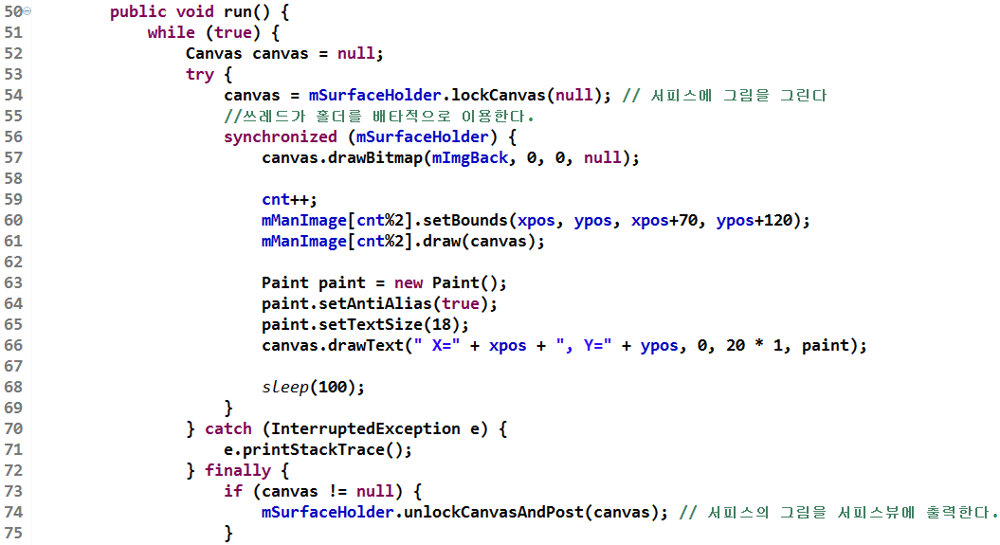 50 public void run() {
51 while (true) {
52 Canvas canvas = null;
53 try {
54 canvas = mSurfaceHolder.lockCanvas(null); // 서피스에 그림을 그린다
55 //쓰레드가 홀더를 배타적으로 이용한다.
56 synchronized (mSurfaceHolder) {
57 canvas.drawBitmap(mImgBack, 0, 0, null);
58
59 cnt++;
60 mManImage[cnt%2].setBounds(xpos, ypos, xpos+70, ypos+120);
61 mManImage[cnt%2].draw(canvas);
62
63 Paint paint = new Paint();
64 paint.setAntiAlias(true);
65 paint.setTextSize(18);
66 canvas.drawText(" X=" + xpos + ", Y=" + ypos, 0, 20 * 1, paint);
67
68 sleep(100);
69 }
70 } catch (InterruptedException e) {
71 e.printStackTrace();
72 } finally {
73 if (canvas != null) {
74 mSurfaceHolder.unlockCanvasAndPost(canvas); // 서피스의 그림을 서피스뷰에 출력한다.
75 }